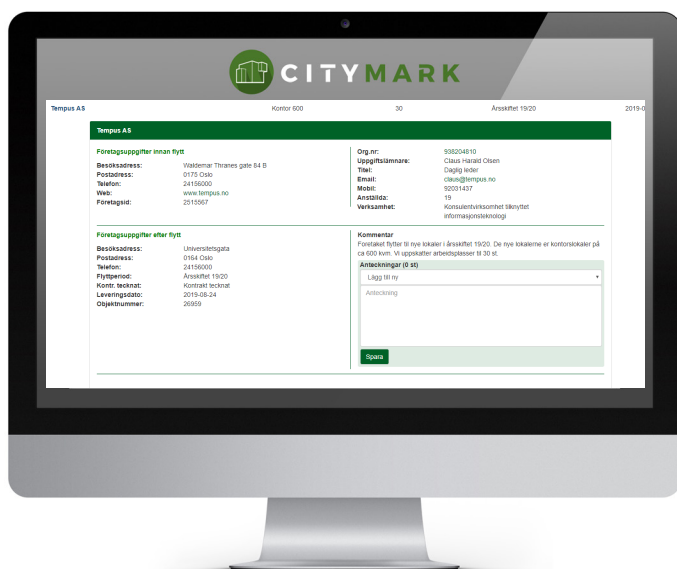 CITYMARK
Tempus AS Kontor 600 30 Årsskiftet 19/20 2019-0
Tempus AS
Företagsuppgifter innan flytt
Besöksadress: Waldemar Thranes gate 84 B
Postadress: 0175 Oslo
Telefon: 24156000
Web: www.tempus.no
Företagsid: 2515567
Org.nr: 938204810
Uppgiftslämnare: Claus Harald Olsen
Titel: Daglig leder
Email: claus@tempus.no
Mobil: 92031437
Anställda: 19
Verksamhet: Konsulentvirksomhet tilknyttet
informasjonsteknologi
Företagsuppgifter efter flytt
Besöksadress: Universitetsgata
Postadress: 0164 Oslo
Telefon: 24156000
Flyttperiod: Årsskiftet 19/20
Kontr. tecknat: Kontrakt tecknat
Leveringsdato: 2019-08-24
Objektnummer: 26959
Kommentar
Foretaket flytter til nye lokaler i årsskiftet 19/20. De nye lokalerne er kontorslokaler på
ca 600 kvm. Vi uppskatter arbeidsplasser til 30 st.
Anteckningar (0 st)
Lägg till ny
Anteckning
Spara